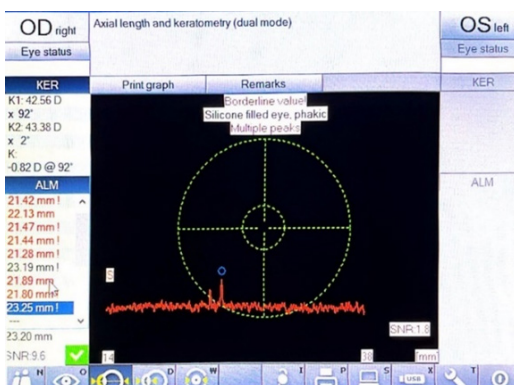 OD right
Eye status
Axial length and keratometry (dual mode)
OS left
Eye status
KER
Print graph
Remarks
KER
K1: 42.56 D
x 92°
K2: 43.38 D
x 2°
K:
-0.82 D @ 92°
Borderline value!
Silicone filled eye, phakic
Multiple peaks
ALM
ALM
21.42 mm !
22.13 mm
21.47 mm !
21.44 mm !
21.28 mm !
23.19 mm !
21.89 mm
21.80 mm
23.25 mm !
---
23.20 mm
SNR:9.6
S
SNR:1.8
14
38
[mm]
N
O
D
W
I
P
S
USB
X
T
O